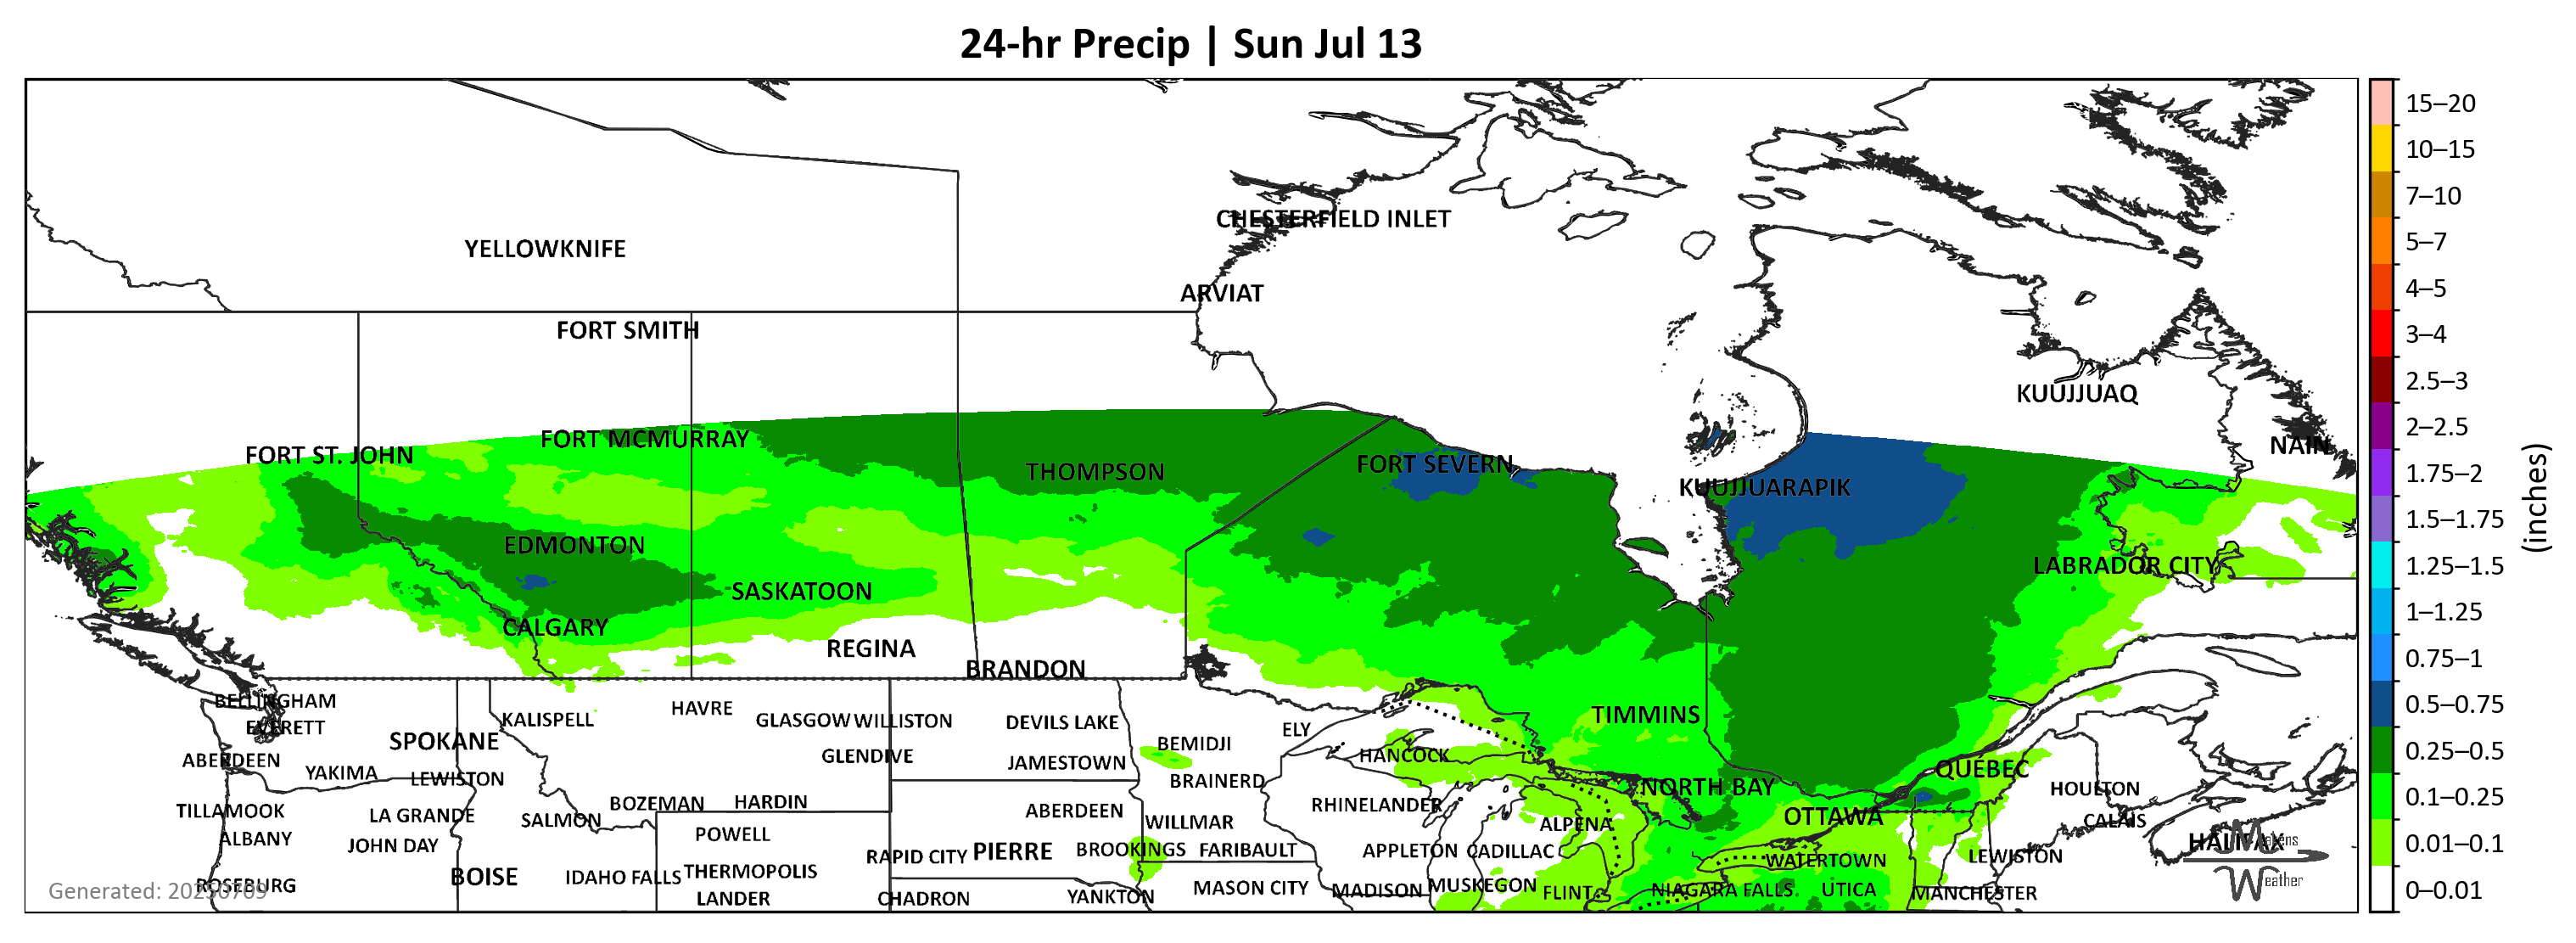 24-hr Precip | Sun Jul 13
CHESTERFIELD INLET
YELLOWKNIFE
ARVIAT
FORT SMITH
KUUJJUAQ
FORT MCMURRAY
NAIN
FORT ST. JOHN
THOMPSON
FORT SEVERN
KUUJJUARAPIK
EDMONTON
LABRADOR CITY
SASKATOON
CALGARY
REGINA
BRANDON
BELLINGHAM
EVERETT
KALISPELL
HAVRE
GLASGOW
WILLISTON
DEVILS LAKE
TIMMINS
ELY
SPOKANE
BEMIDJI
ABERDEEN
GLENDIVE
JAMESTOWN
HANCOCK
QUÉBEC
YAKIMA
LEWISTON
BRAINERD
NORTH BAY
HOULTON
TILLAMOOK
LA GRANDE
BOZEMAN
HARDIN
ABERDEEN
RHINELANDER
SALMON
WILLMAR
ALPENA
OTTAWA
CALAIS
ALBANY
JOHN DAY
POWELL
HALIFAX
RAPID CITY
PIERRE
BROOKINGS
FARIBAULT
APPLETON
CADILLAC
WATERTOWN
LEWISTON
ROSEBURG
BOISE
IDAHO FALLS
THERMOPOLIS
MASON CITY
MADISON
MUSKEGON
FLINT
NIAGARA FALLS
UTICA
MANCHESTER
LANDER
CHADRON
YANKTON
Generated: 20250709
Weather
15–20
10–15
7–10
5–7
4–5
3–4
2.5–3
2–2.5
1.75–2
1.5–1.75
1.25–1.5
1–1.25
0.75–1
0.5–0.75
0.25–0.5
0.1–0.25
0.01–0.1
0–0.01
(inches)